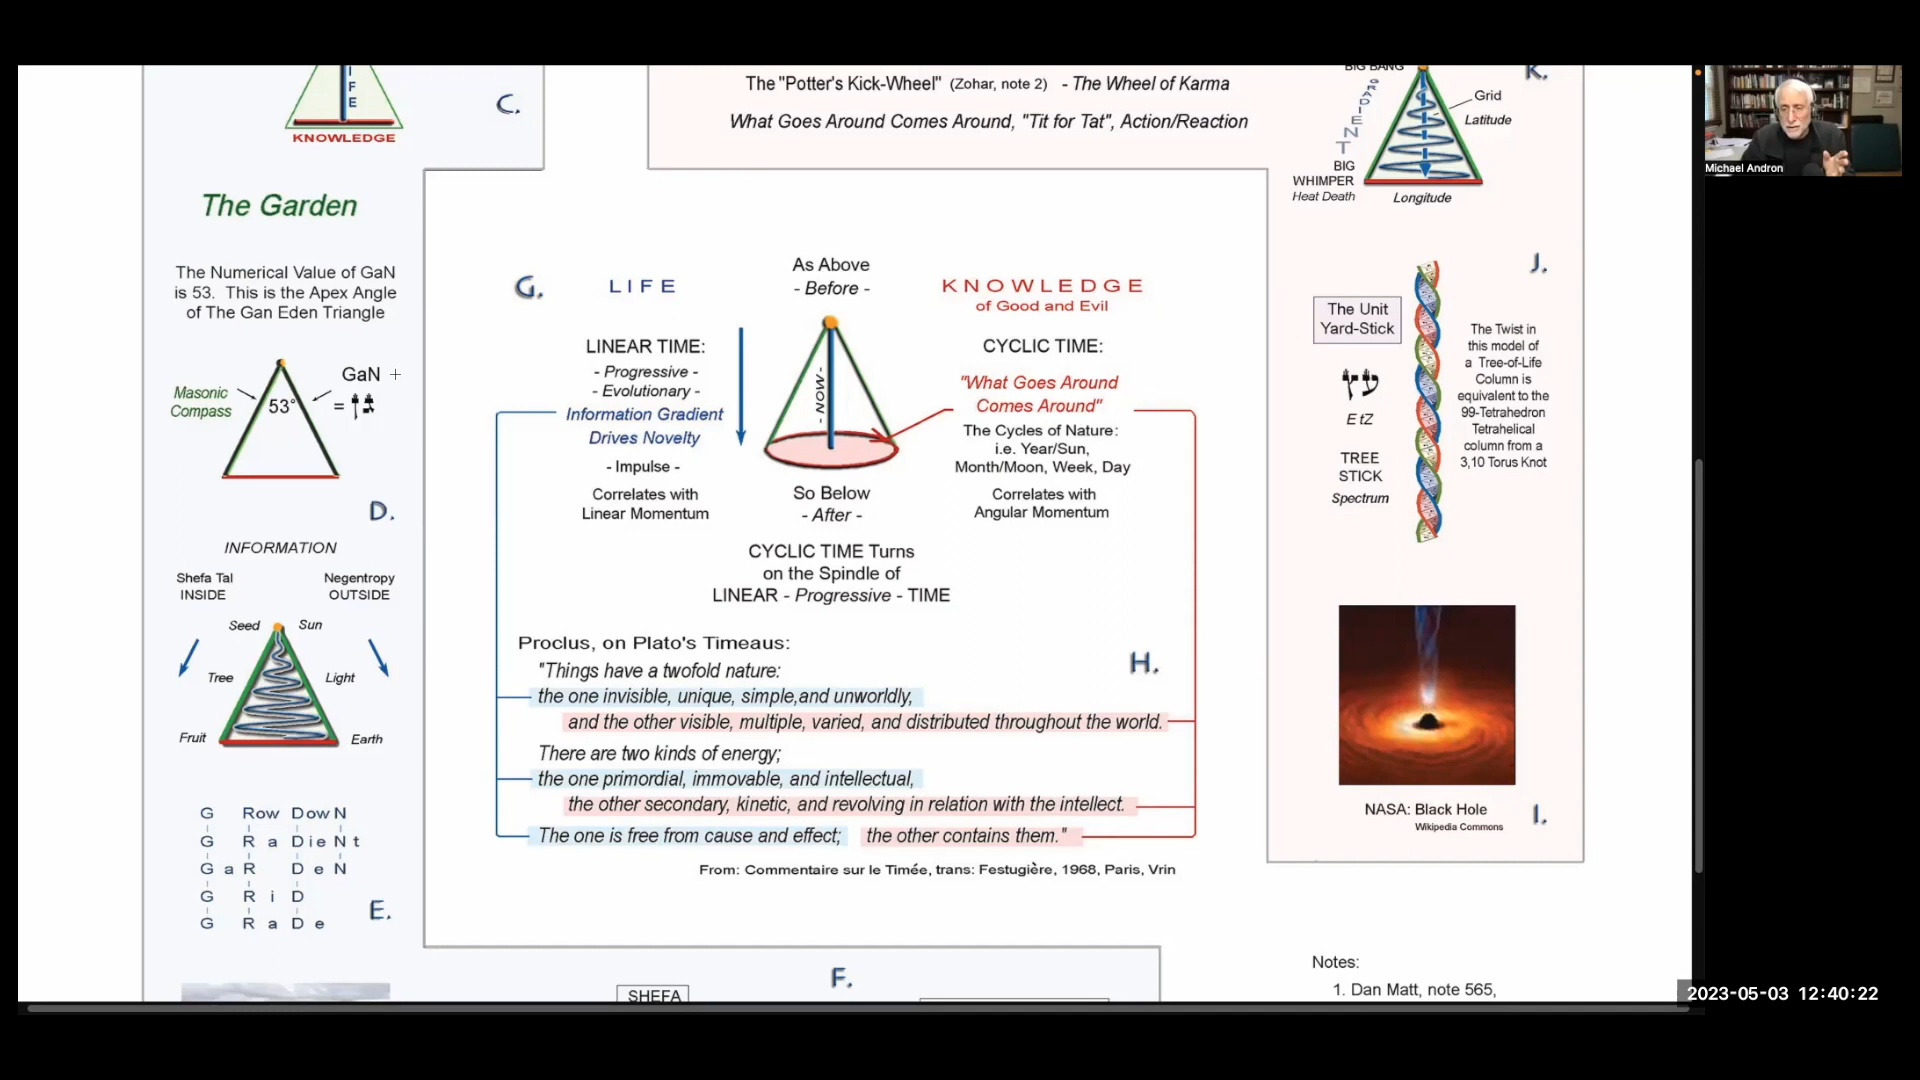 I
F
E
KNOWLEDGE
C.
The "Potter's Kick-Wheel" (Zohar, note 2) - The Wheel of Karma
What Goes Around Comes Around, "Tit for Tat", Action/Reaction
BIG BANG
GRADIENT
BIG
WHIMPER
Heat Death
Grid
Latitude
Longitude
K.
Michael Andron
The Garden
The Numerical Value of GaN
is 53. This is the Apex Angle
of The Gan Eden Triangle
Masonic
Compass
53°
GaN
= גן
D.
INFORMATION
Shefa Tal
INSIDE
Negentropy
OUTSIDE
Seed
Sun
Tree
Light
Fruit
Earth
G Row DowN
G R a DieNt
G a R D e N
G R i D
G R a D e
E.
G.
LIFE
LINEAR TIME:
- Progressive -
- Evolutionary -
Information Gradient
Drives Novelty
- Impulse -
Correlates with
Linear Momentum
As Above
- Before -
- NOW -
So Below
- After -
KNOWLEDGE
of Good and Evil
CYCLIC TIME:
"What Goes Around
Comes Around"
The Cycles of Nature:
i.e. Year/Sun,
Month/Moon, Week, Day
Correlates with
Angular Momentum
CYCLIC TIME Turns
on the Spindle of
LINEAR - Progressive - TIME
Proclus, on Plato's Timeaus:
H.
"Things have a twofold nature:
the one invisible, unique, simple,and unworldly,
and the other visible, multiple, varied, and distributed throughout the world.
There are two kinds of energy;
the one primordial, immovable, and intellectual,
the other secondary, kinetic, and revolving in relation with the intellect.
The one is free from cause and effect; the other contains them."
From: Commentaire sur le Timée, trans: Festugière, 1968, Paris, Vrin
J.
The Unit
Yard-Stick
עץ
E tZ
TREE
STICK
Spectrum
The Twist in
this model of
a Tree-of-Life
Column is
equivalent to the
99-Tetrahedron
Tetrahelical
column from a
3,10 Torus Knot
NASA: Black Hole
Wikipedia Commons
I.
F.
SHEFA
Notes:
1. Dan Matt, note 565,
2023-05-03 12:40:22